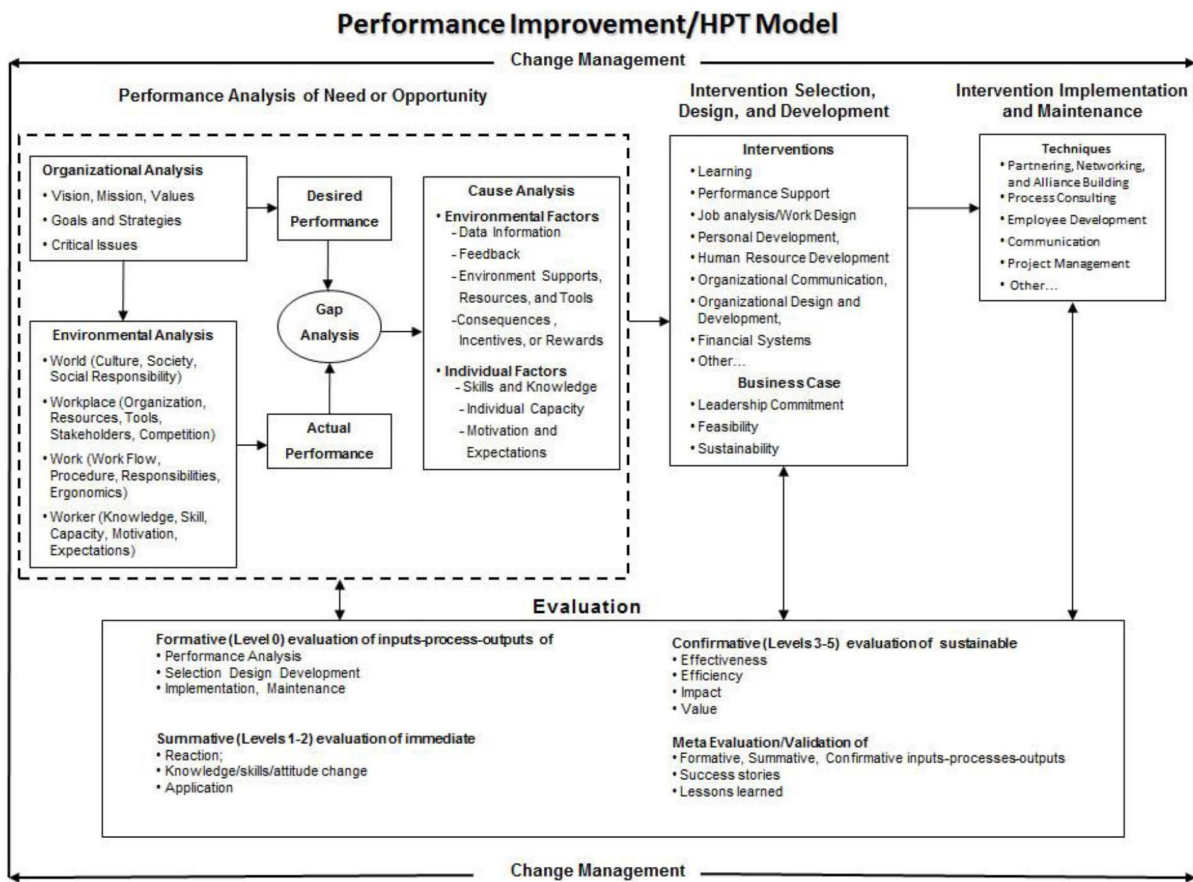 Performance Improvement/HPT Model
Change Management
Performance Analysis of Need or Opportunity
Organizational Analysis
• Vision, Mission, Values
• Goals and Strategies
• Critical Issues
Desired
Performance
Gap
Analysis
Environmental Analysis
• World (Culture, Society,
Social Responsibility)
• Workplace (Organization,
Resources, Tools,
Stakeholders, Competition)
• Work (Work Flow,
Procedure, Responsibilities,
Ergonomics)
• Worker (Knowledge, Skill,
Capacity, Motivation,
Expectations)
Actual
Performance
Cause Analysis
• Environmental Factors
- Data Information
- Feedback
- Environment Supports,
Resources, and Tools
-Consequences ,
Incentives, or Rewards
• Individual Factors
- Skills and Knowledge
- Individual Capacity
- Motivation and
Expectations
Intervention Selection,
Design, and Development
Interventions
• Learning
• Performance Support
• Job analysis/Work Design
• Personal Development,
• Human Resource Development
• Organizational Communication,
• Organizational Design and
Development,
• Financial Systems
• Other...
Business Case
• Leadership Commitment
• Feasibility
• Sustainability
Intervention Implementation
and Maintenance
Techniques
• Partnering, Networking,
and Alliance Building
• Process Consulting
• Employee Development
• Communication
• Project Management
• Other...
Evaluation
Formative (Level 0) evaluation of inputs-process-outputs of
• Performance Analysis
• Selection Design Development
• Implementation, Maintenance
Summative (Levels 1-2) evaluation of immediate
• Reaction;
• Knowledge/skills/attitude change
• Application
Confirmative (Levels 3-5) evaluation of sustainable
• Effectiveness
• Efficiency
• Impact
• Value
Meta Evaluation/Validation of
• Formative, Summative, Confirmative inputs-processes-outputs
• Success stories
• Lessons learned
Change Management